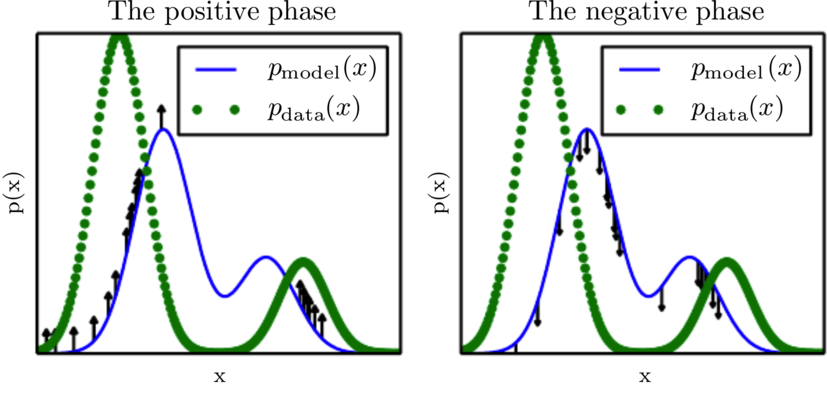 The positive phase
p_model(x)
p_data(x)
p(x)
x
The negative phase
p_model(x)
p_data(x)
p(x)
x